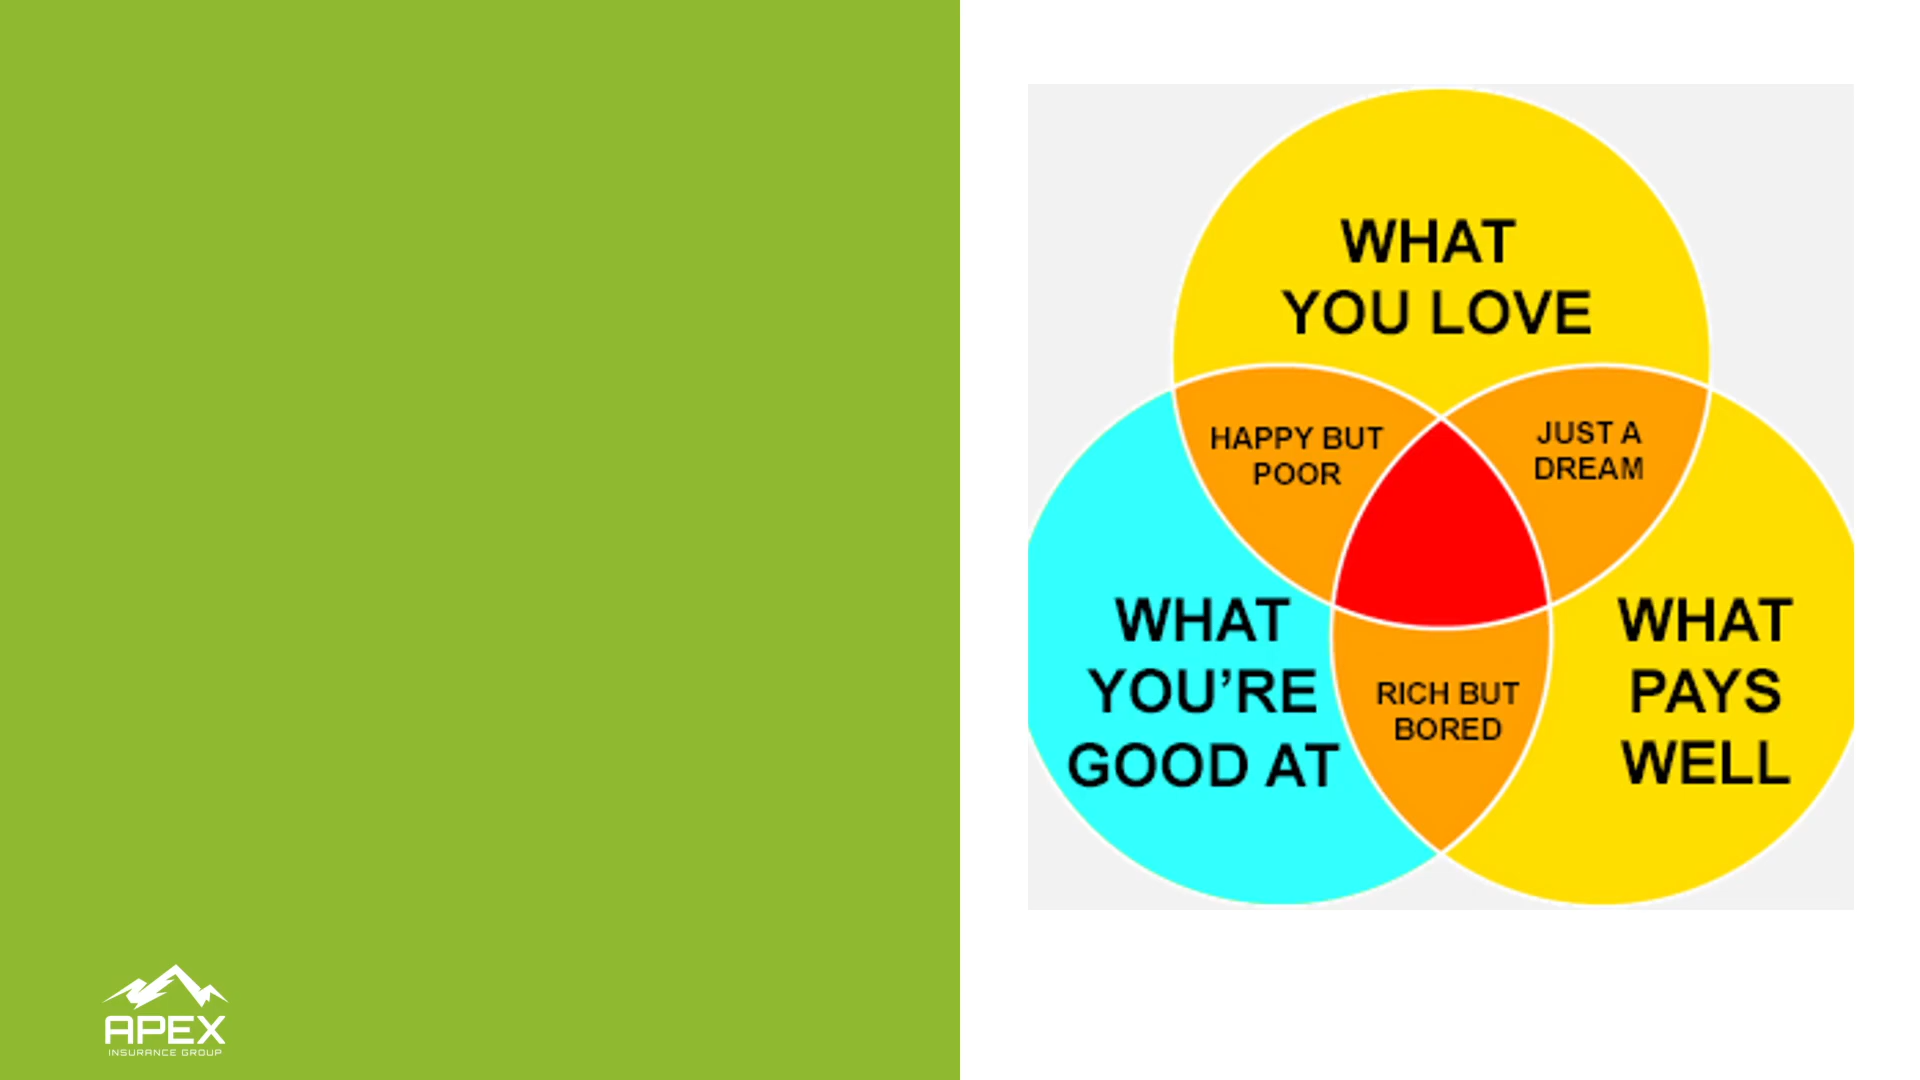 WHAT
YOU LOVE
HAPPY BUT
POOR
JUST A
DREAM
WHAT
YOU'RE
GOOD AT
RICH BUT
BORED
WHAT
PAYS
WELL
APEX
INSURANCE GROUP